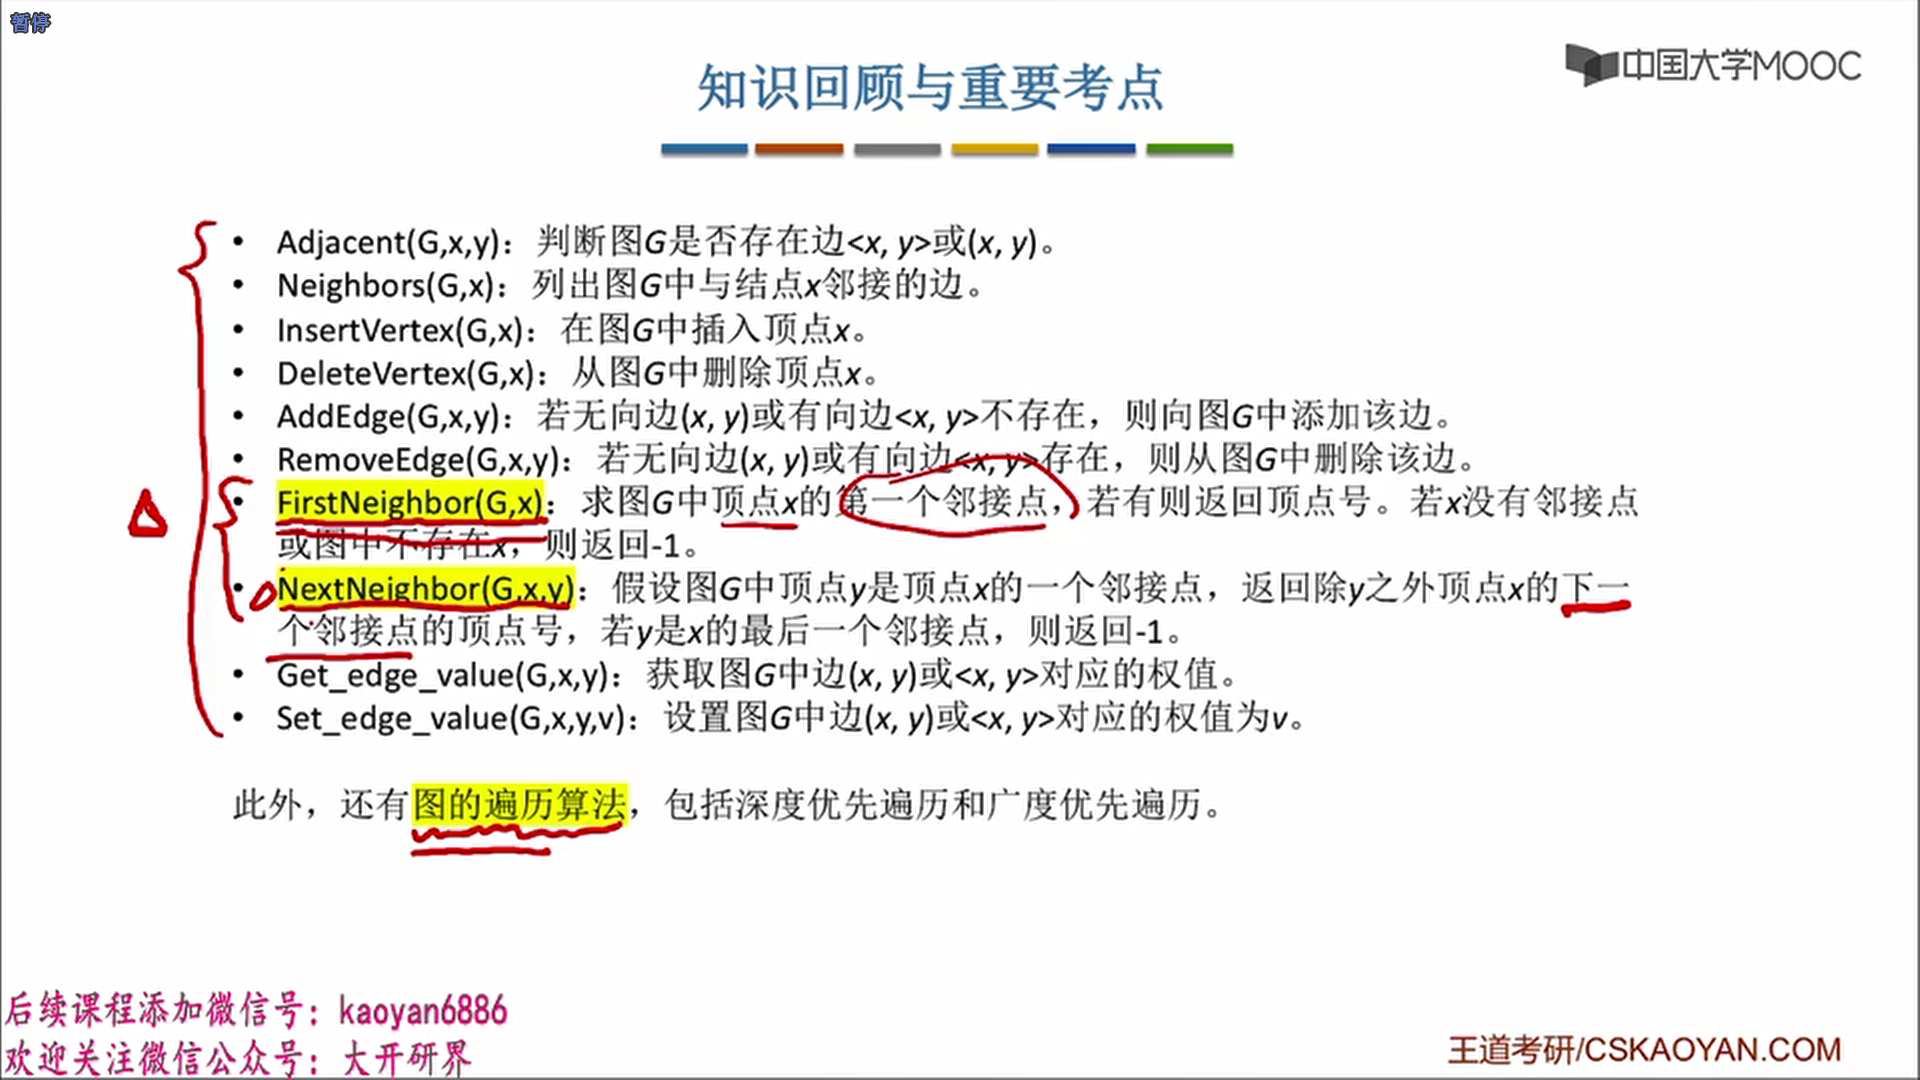 暂停
中国大学MOOC
知识回顾与重要考点
• Adjacent(G,x,y)：判断图G是否存在边<x, y>或(x, y)。
• Neighbors(G,x)：列出图G中与结点x邻接的边。
• InsertVertex(G,x)：在图G中插入顶点x。
• DeleteVertex(G,x)：从图G中删除顶点x。
• AddEdge(G,x,y)：若无向边(x, y)或有向边<x, y>不存在，则向图G中添加该边。
• RemoveEdge(G,x,y)：若无向边(x, y)或有向边<x, y>存在，则从图G中删除该边。
• FirstNeighbor(G,x)：求图G中顶点x的第一个邻接点，若有则返回顶点号。若x没有邻接点
或图中不存在x，则返回-1。
• NextNeighbor(G,x,y)：假设图G中顶点y是顶点x的一个邻接点，返回除y之外顶点x的下一
个邻接点的顶点号，若y是x的最后一个邻接点，则返回-1。
• Get_edge_value(G,x,y)：获取图G中边(x, y)或<x, y>对应的权值。
• Set_edge_value(G,x,y,v)：设置图G中边(x, y)或<x, y>对应的权值为v。
此外，还有图的遍历算法，包括深度优先遍历和广度优先遍历。
后续课程添加微信号：kaoyan6886
欢迎关注微信公众号：大开研界
王道考研/CSKAOYAN.COM